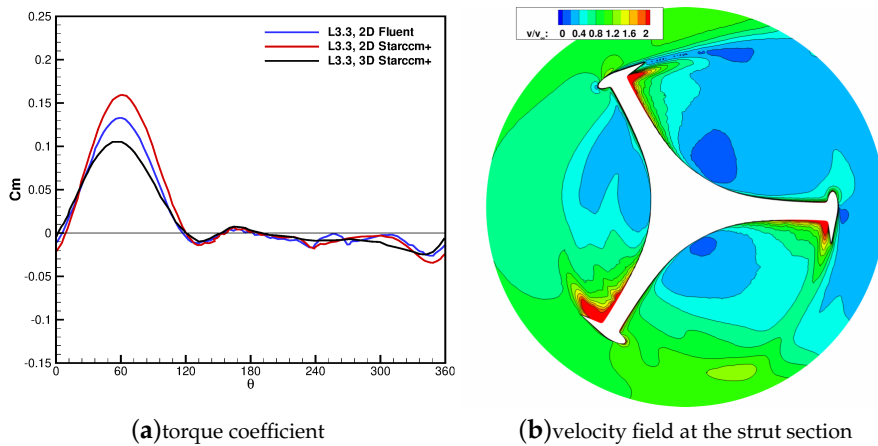 0.25
0.2
0.15
0.1
0.05
0
-0.05
-0.1
-0.15
Cm
L3.3, 2D Fluent
L3.3, 2D Starccm+
L3.3, 3D Starccm+
0 60 120 180 240 300 360
θ
v/v∞: 0 0.4 0.8 1.2 1.6 2
(a)torque coefficient
(b)velocity field at the strut section